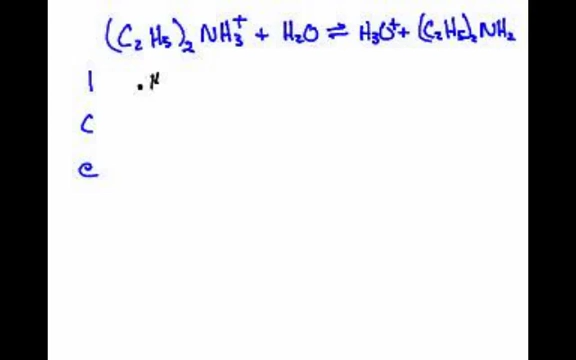 (C₂H₅)₂NH₃⁺ + H₂O ⇌ H₃O⁺ + (C₂H₅)₂NH₂
I .
C
e